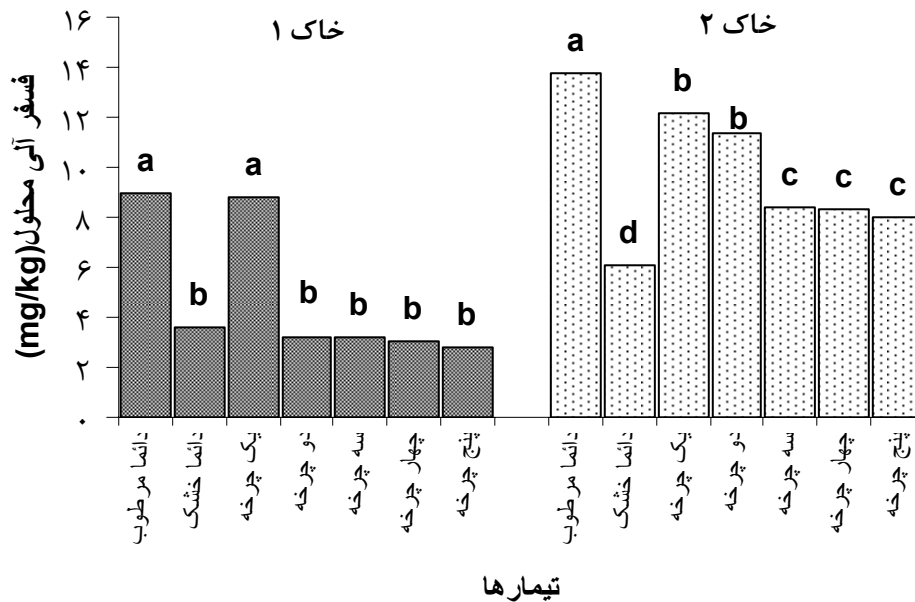 خاک ۱
خاک ۲
فسفر آلی محلول(mg/kg)
۱۶
۱۴
۱۲
۱۰
۸
۶
۴
۲
۰
a
b
a
b
b
b
b
a
d
b
b
c
c
c
دائما مرطوب
دائما خشک
یک چرخه
دو چرخه
سه چرخه
چهار چرخه
پنج چرخه
دائما مرطوب
دائما خشک
یک چرخه
دو چرخه
سه چرخه
چهار چرخه
پنج چرخه
تیمارها